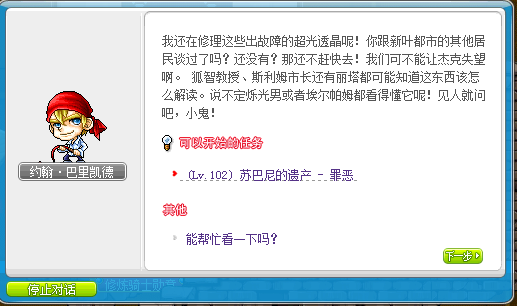 我还在修理这些出故障的超光透晶呢！你跟新叶都市的其他居
民谈过了吗？还没有？那还不赶快去！我们可不能让杰克失望
啊。 狐智教授、斯利姆市长还有丽塔都可能知道这东西该怎
么解读。说不定烁光男或者埃尔帕姆都看得懂它呢！见人就问
吧，小鬼！
可以开始的任务
(Lv.102) 苏巴尼的遗产 - 罪恶
其他
能帮忙看一下吗？
约翰·巴里凯德
下一步
停止对话